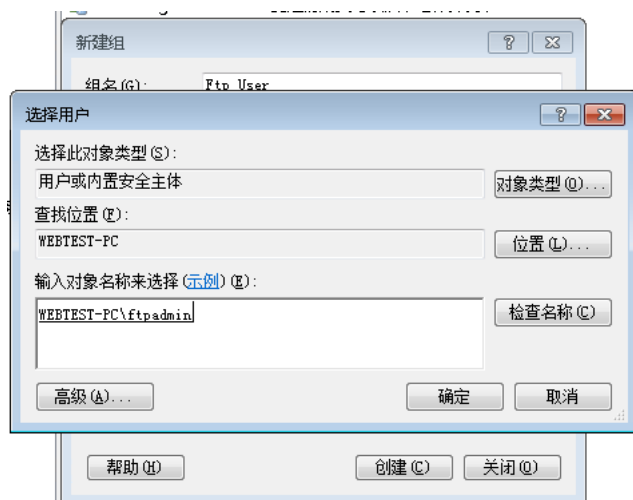 新建组
组名(G): Ftp User
选择用户
选择此对象类型(S):
用户或内置安全主体
对象类型(O)...
查找位置(F):
WEBTEST-PC
位置(L)...
输入对象名称来选择(示例)(E):
WEBTEST-PC\ftpadmin
检查名称(C)
高级(A)...
确定
取消
帮助(H)
创建(C)
关闭(O)